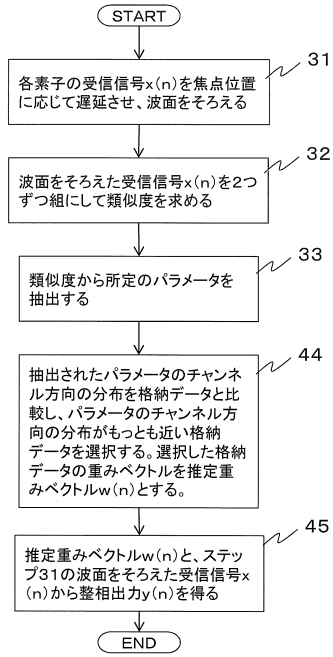 START
31
各素子の受信信号x(n)を焦点位置
に応じて遅延させ、波面をそろえる
32
波面をそろえた受信信号x(n)を2つ
ずつ組にして類似度を求める
33
類似度から所定のパラメータを
抽出する
44
抽出されたパラメータのチャンネ
ル方向の分布を格納データと比
較し、パラメータのチャンネル方
向の分布がもっとも近い格納
データを選択する。選択した格納
データの重みベクトルを推定重
みベクトルw(n)とする。
45
推定重みベクトルw(n)と、ステッ
プ31の波面をそろえた受信信号x
(n)から整相出力y(n)を得る
END